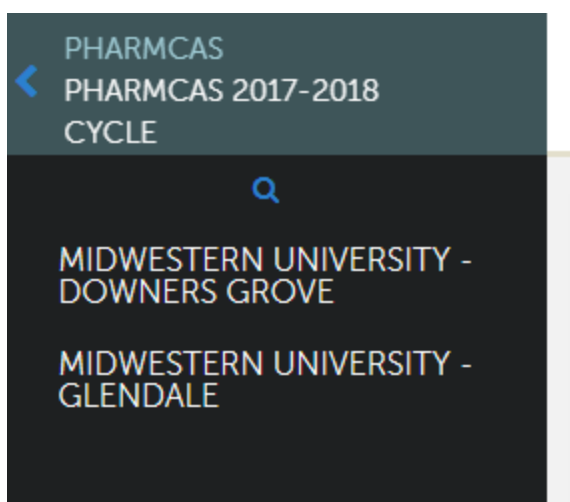 PHARMCAS
PHARMCAS 2017-2018
CYCLE
MIDWESTERN UNIVERSITY -
DOWNERS GROVE
MIDWESTERN UNIVERSITY -
GLENDALE